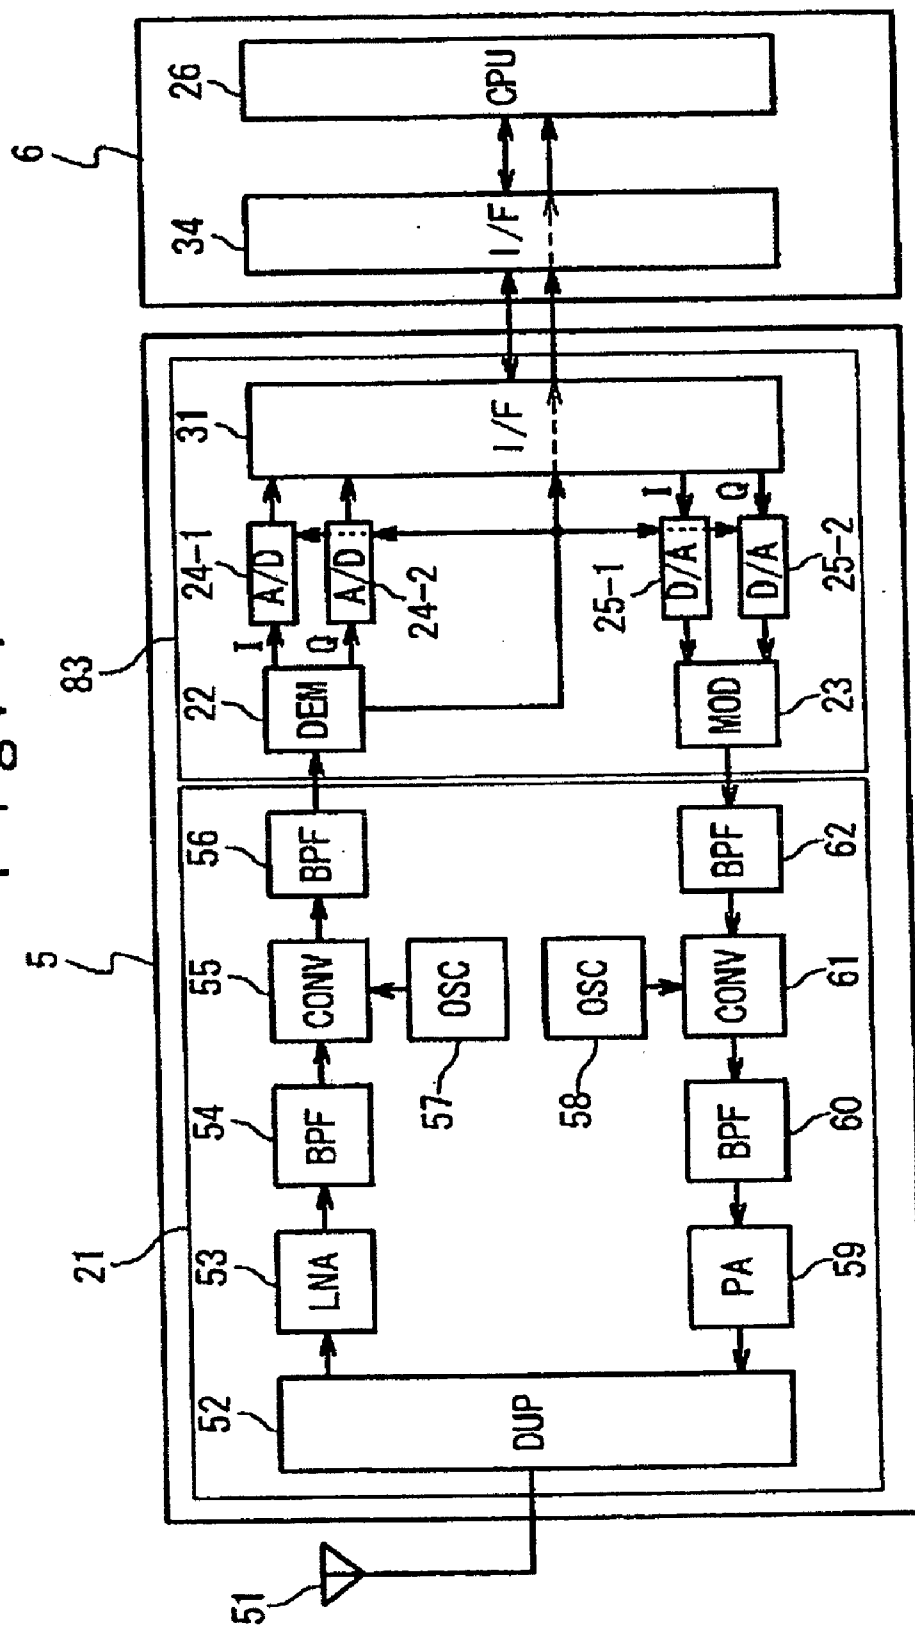 5
6
21
83
51
52
DUP
53
LNA
54
BPF
55
CONV
56
BPF
22
DEM
I
Q
24-1
A/D
A/D
24-2
31
I/F
34
I/F
26
CPU
57
OSC
58
OSC
59
PA
60
BPF
61
CONV
62
BPF
23
MOD
25-1
D/A
D/A
25-2
I
Q